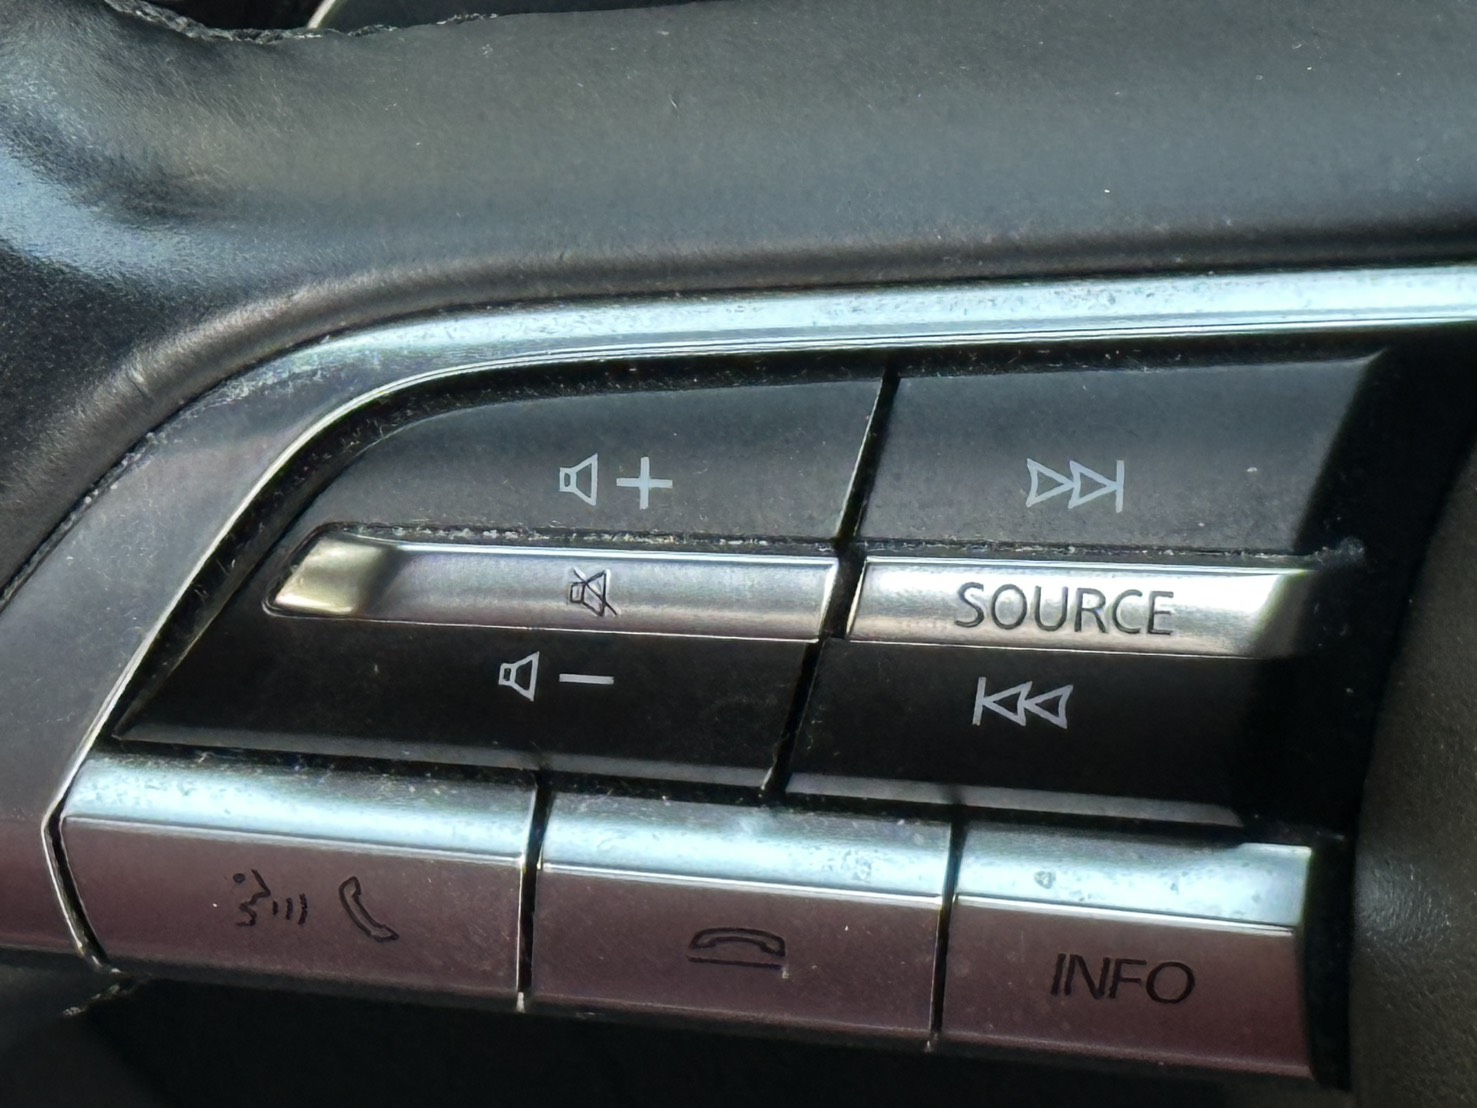 +
SOURCE
−
INFO